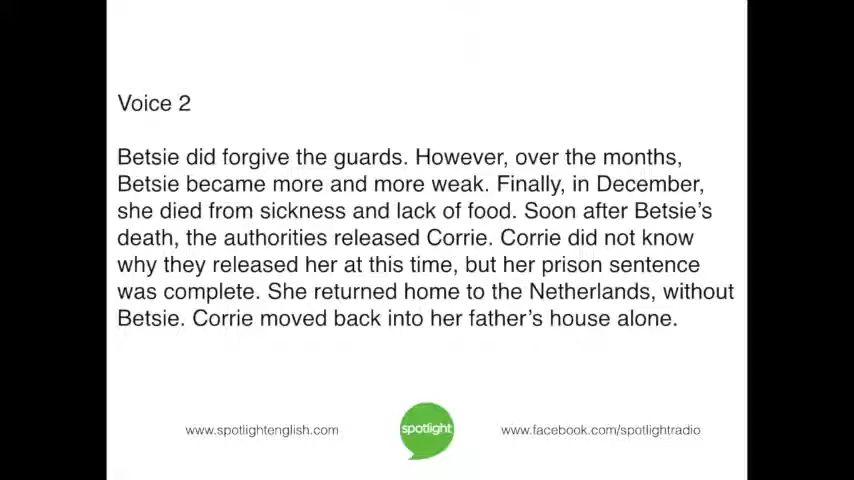 Voice 2
Betsie did forgive the guards. However, over the months,
Betsie became more and more weak. Finally, in December,
she died from sickness and lack of food. Soon after Betsie’s
death, the authorities released Corrie. Corrie did not know
why they released her at this time, but her prison sentence
was complete. She returned home to the Netherlands, without
Betsie. Corrie moved back into her father’s house alone.
www.spotlightenglish.com
spotlight
www.facebook.com/spotlightradio